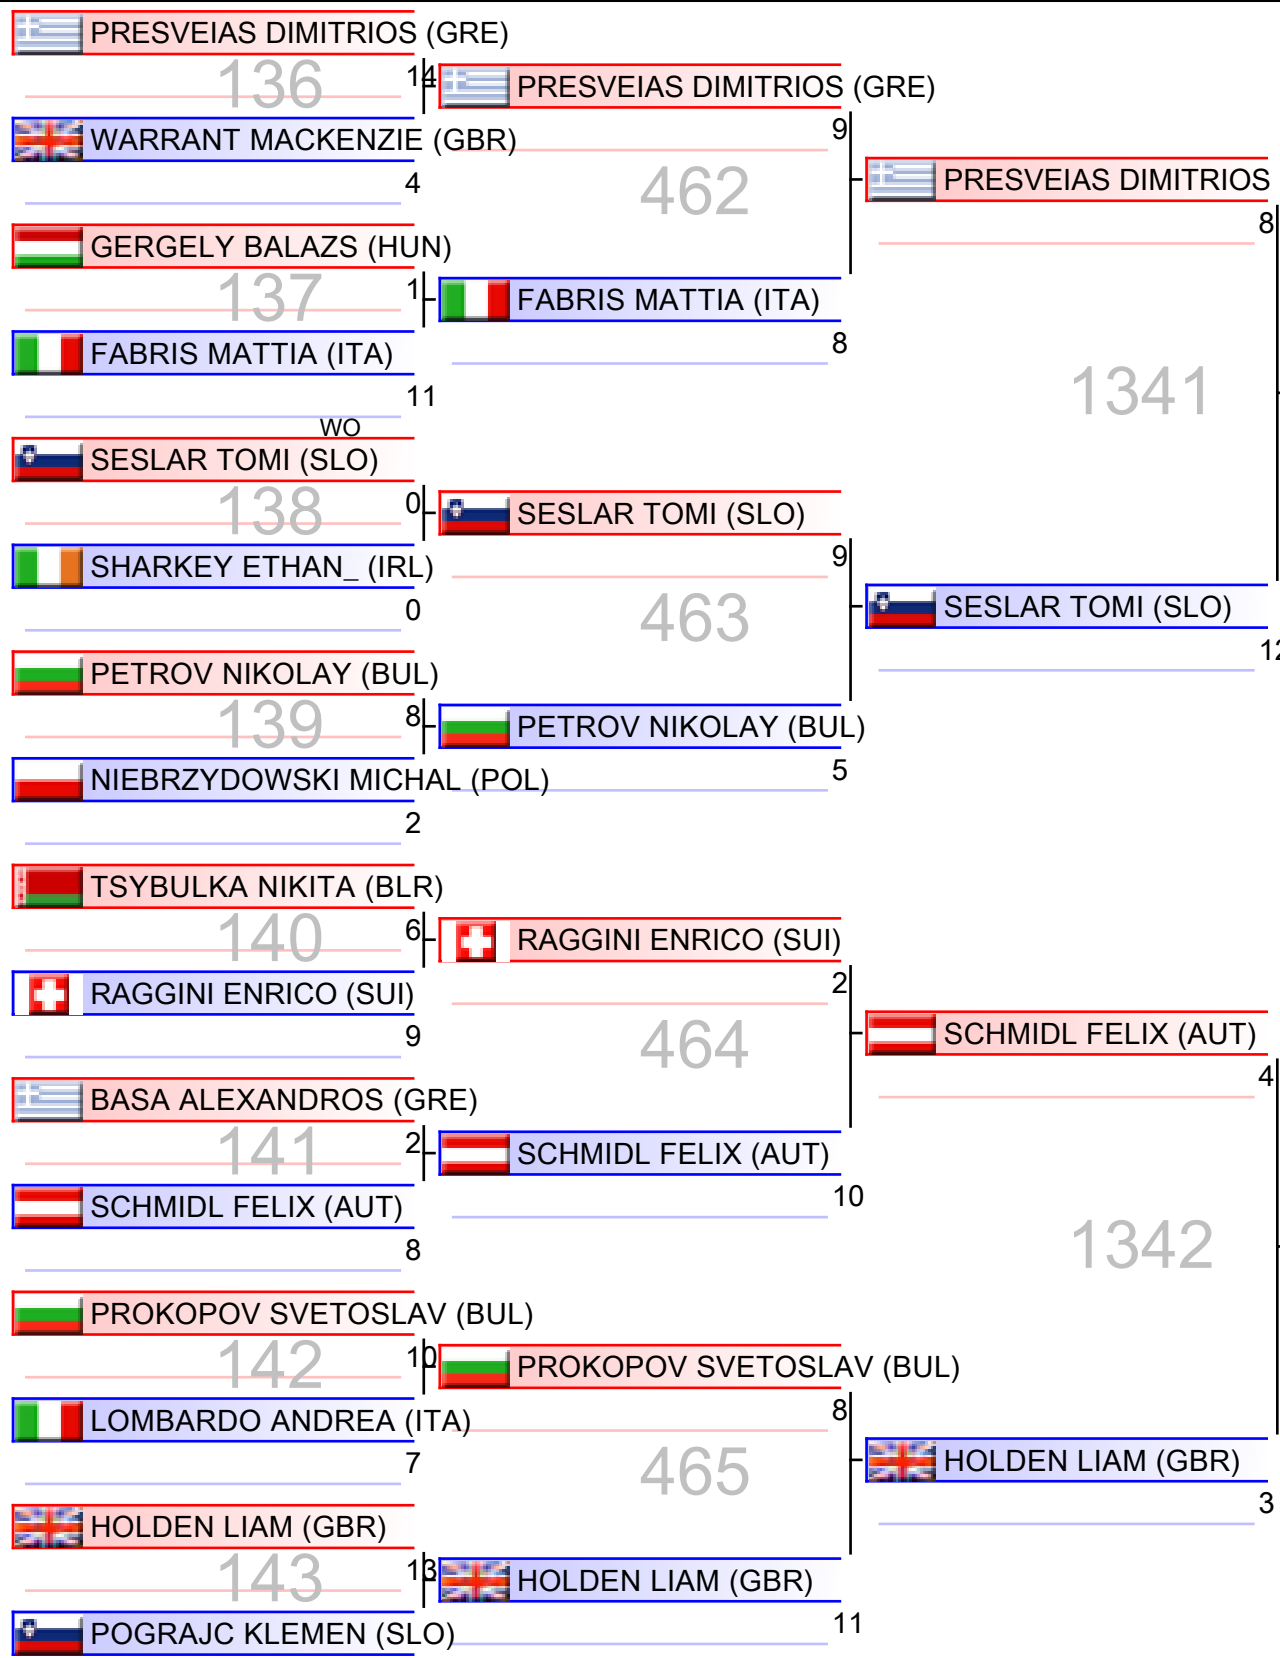 PRESVEIAS DIMITRIOS (GRE)
136
14
WARRANT MACKENZIE (GBR)
4
GERGELY BALAZS (HUN)
137
1
FABRIS MATTIA (ITA)
11
WO
SESLAR TOMI (SLO)
138
0
SHARKEY ETHAN_ (IRL)
0
PETROV NIKOLAY (BUL)
139
8
NIEBRZYDOWSKI MICHAL (POL)
2
TSYBULKA NIKITA (BLR)
140
6
RAGGINI ENRICO (SUI)
9
BASA ALEXANDROS (GRE)
141
2
SCHMIDL FELIX (AUT)
8
PROKOPOV SVETOSLAV (BUL)
142
10
LOMBARDO ANDREA (ITA)
7
HOLDEN LIAM (GBR)
143
13
POGRAJC KLEMEN (SLO)
PRESVEIAS DIMITRIOS (GRE)
9
462
FABRIS MATTIA (ITA)
8
SESLAR TOMI (SLO)
9
463
PETROV NIKOLAY (BUL)
5
RAGGINI ENRICO (SUI)
2
464
SCHMIDL FELIX (AUT)
10
PROKOPOV SVETOSLAV (BUL)
8
465
HOLDEN LIAM (GBR)
11
PRESVEIAS DIMITRIOS
8
1341
SESLAR TOMI (SLO)
12
SCHMIDL FELIX (AUT)
4
1342
HOLDEN LIAM (GBR)
3